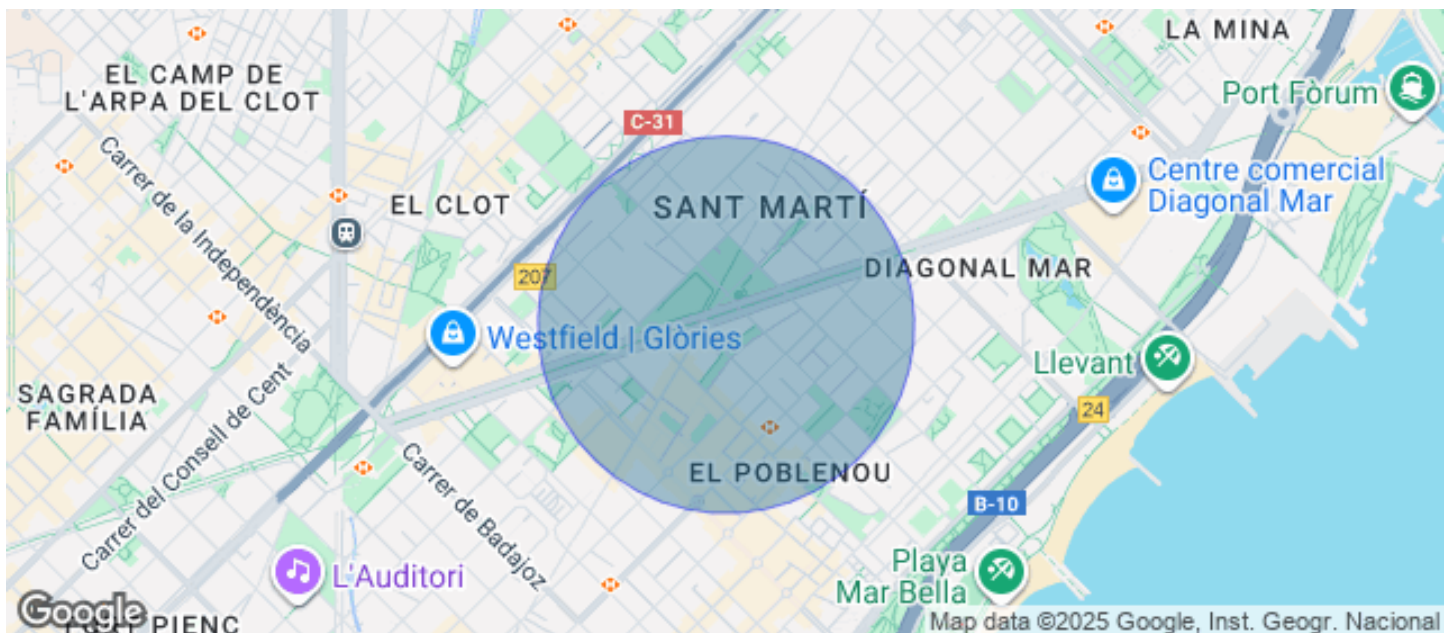 LA MINA
EL CAMP DE
L'ARPA DEL CLOT
Port Fòrum
C-31
Centre comercial
Diagonal Mar
EL CLOT
SANT MARTÍ
Carrer de la Independència
207
DIAGONAL MAR
Westfield | Glòries
Llevant
SAGRADA
FAMÍLIA
24
Carrer del Consell de Cent
EL POBLENOU
Carrer de Badajoz
B-10
Playa
Mar Bella
L'Auditori
Google
PIENC
Map data ©2025 Google, Inst. Geogr. Nacional